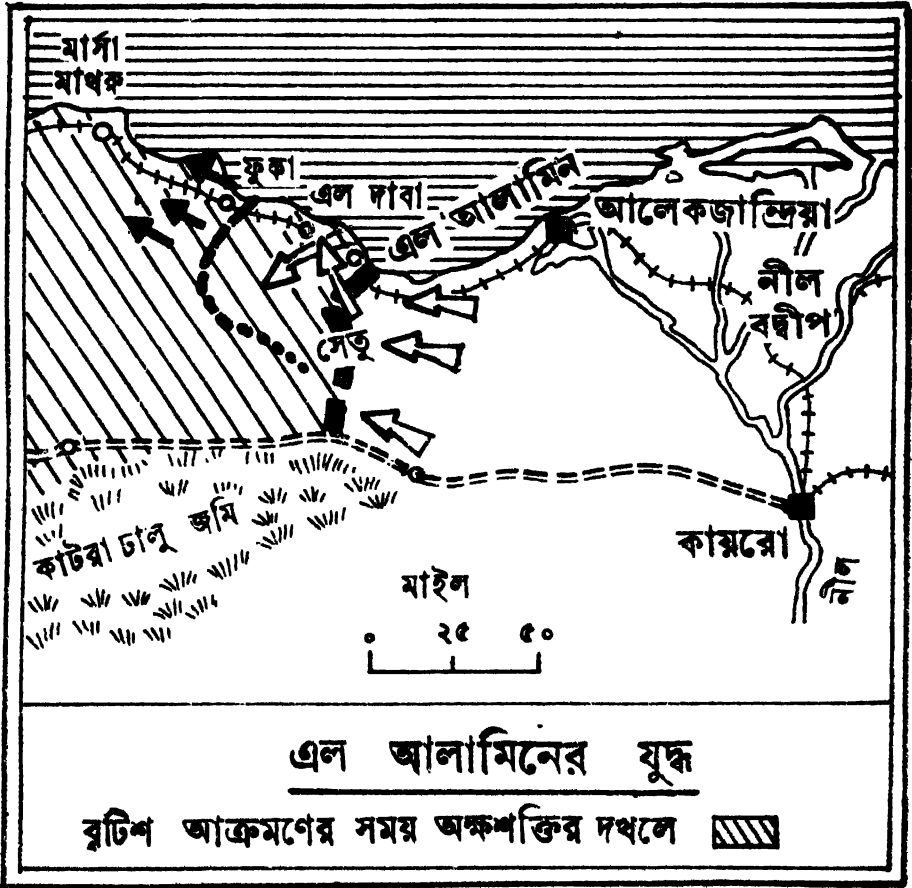 মার্সা
মাথরু
ফুকা
এল দাবা
এল আলামিন
আলেকজান্দ্রিয়া
নীল
বদ্বীপ
সেতু
কাটরা ঢালু জমি
কায়রো
নীল
মাইল
০ ২৫ ৫০
এল আলামিনের যুদ্ধ
বৃটিশ আক্রমণের সময় অক্ষশক্তির দখলে